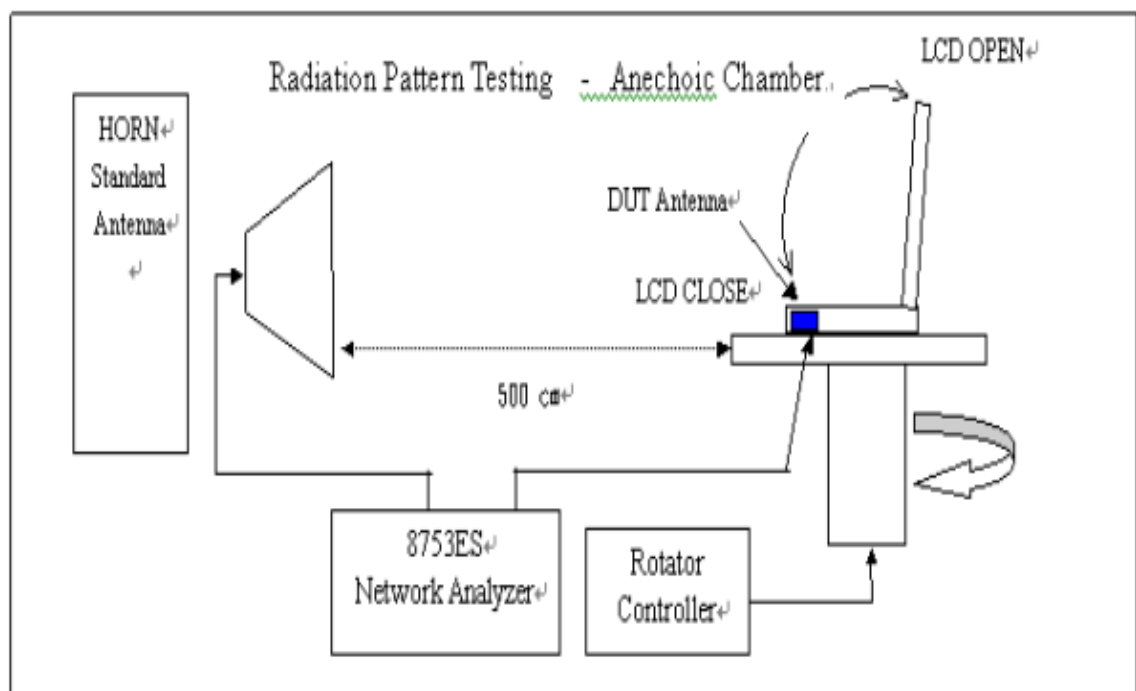 LCD OPEN↵
Radiation Pattern Testing - Anechoic Chamber.↵
HORN↵
Standard
Antenna↵
↵
DUT Antenna↵
LCD CLOSE↵
500 cm↵
8753ES↵
Network Analyzer↵
Rotator
Controller↵